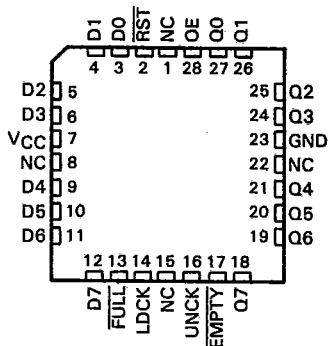 D1 D0 RST NC OE Q0 Q1
4 3 2 1 28 27 26
D2 5 25 Q2
D3 6 24 Q3
VCC 7 23 GND
NC 8 22 NC
D4 9 21 Q4
D5 10 20 Q5
D6 11 19 Q6
12 13 14 15 16 17 18
D7 FULL LDCK NC UNCK EMPTY Q7